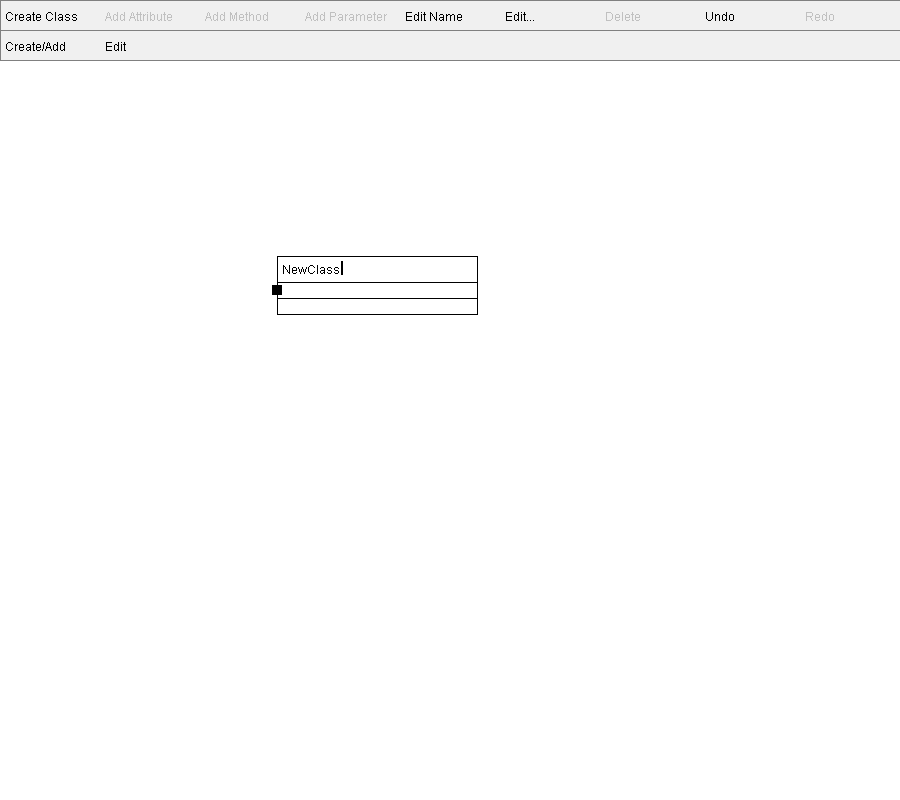 Create Class Add Attribute Add Method Add Parameter Edit Name Edit... Delete Undo Redo
Create/Add Edit
NewClass